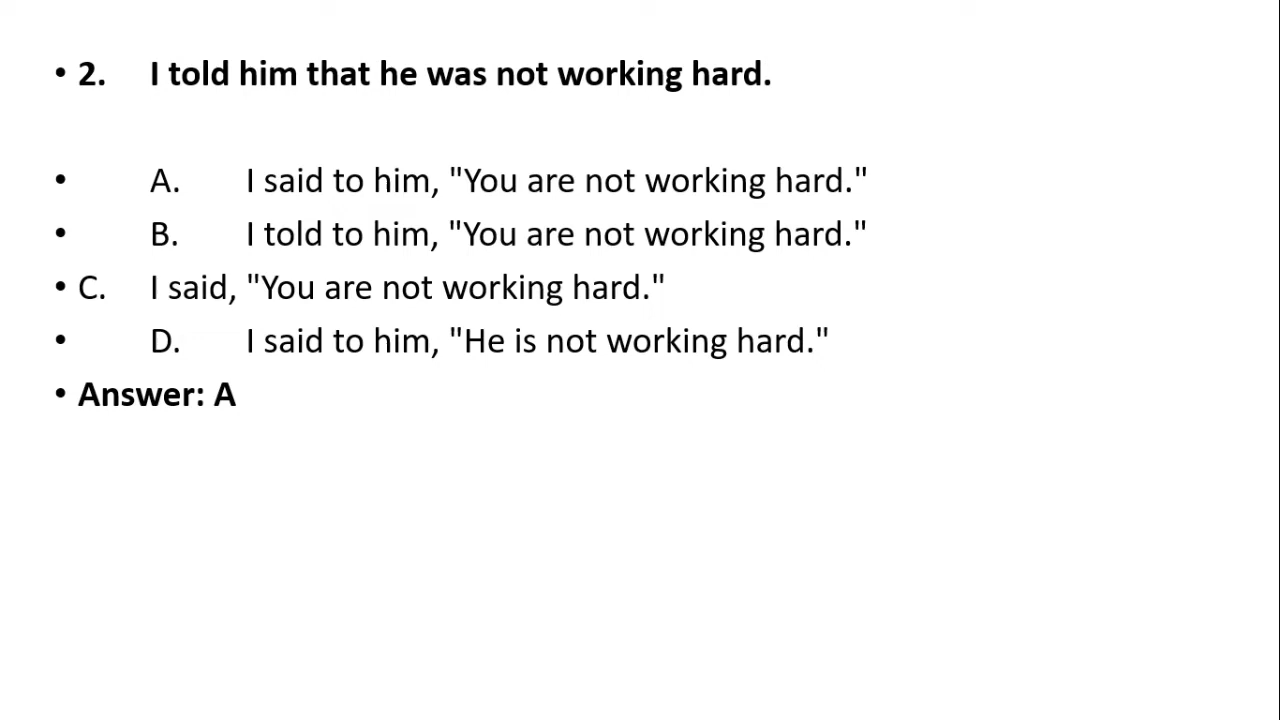 • 2. I told him that he was not working hard.
• A. I said to him, "You are not working hard."
• B. I told to him, "You are not working hard."
• C. I said, "You are not working hard."
• D. I said to him, "He is not working hard."
• Answer: A